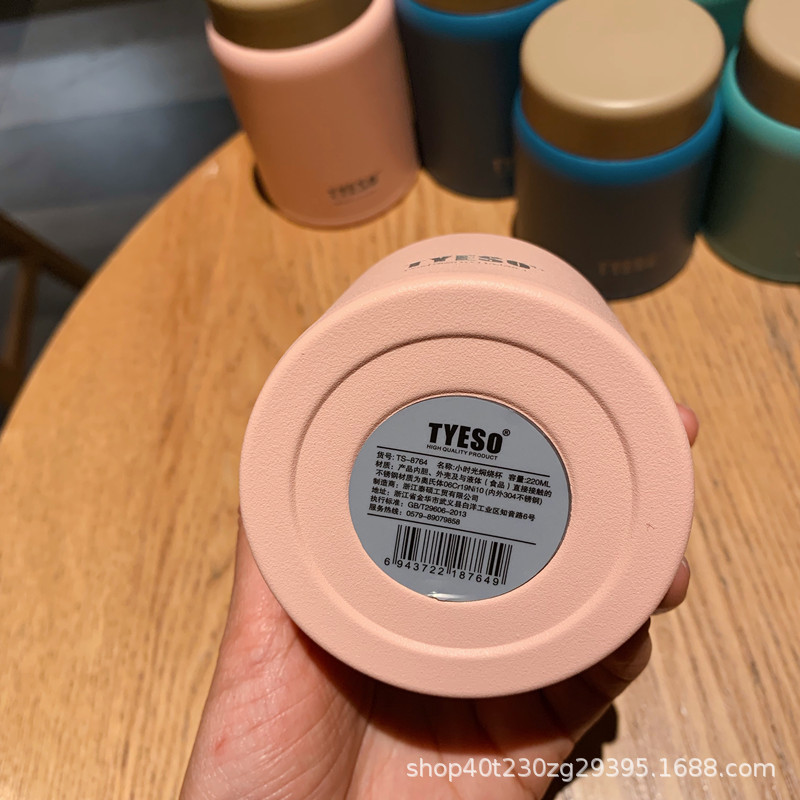 TYESO
TYESO
TYESO
TYESO®
HIGH QUALITY PRODUCT
货号: TS-8764 名称:小时光焖烧杯 容量:220ML
材质: 产品内胆、外壳及与液体（食品）直接接触的
不锈钢材质为奥氏体06Cr19Ni10 (内外304不锈钢)
制造商: 浙江泰硕工贸有限公司
地址: 浙江省金华市武义县白洋工业区知音路6号
执行标准: GB/T29606-2013
服务热线: 0579-89079858
6 943722 187649
shop40t230zg29395.1688.com